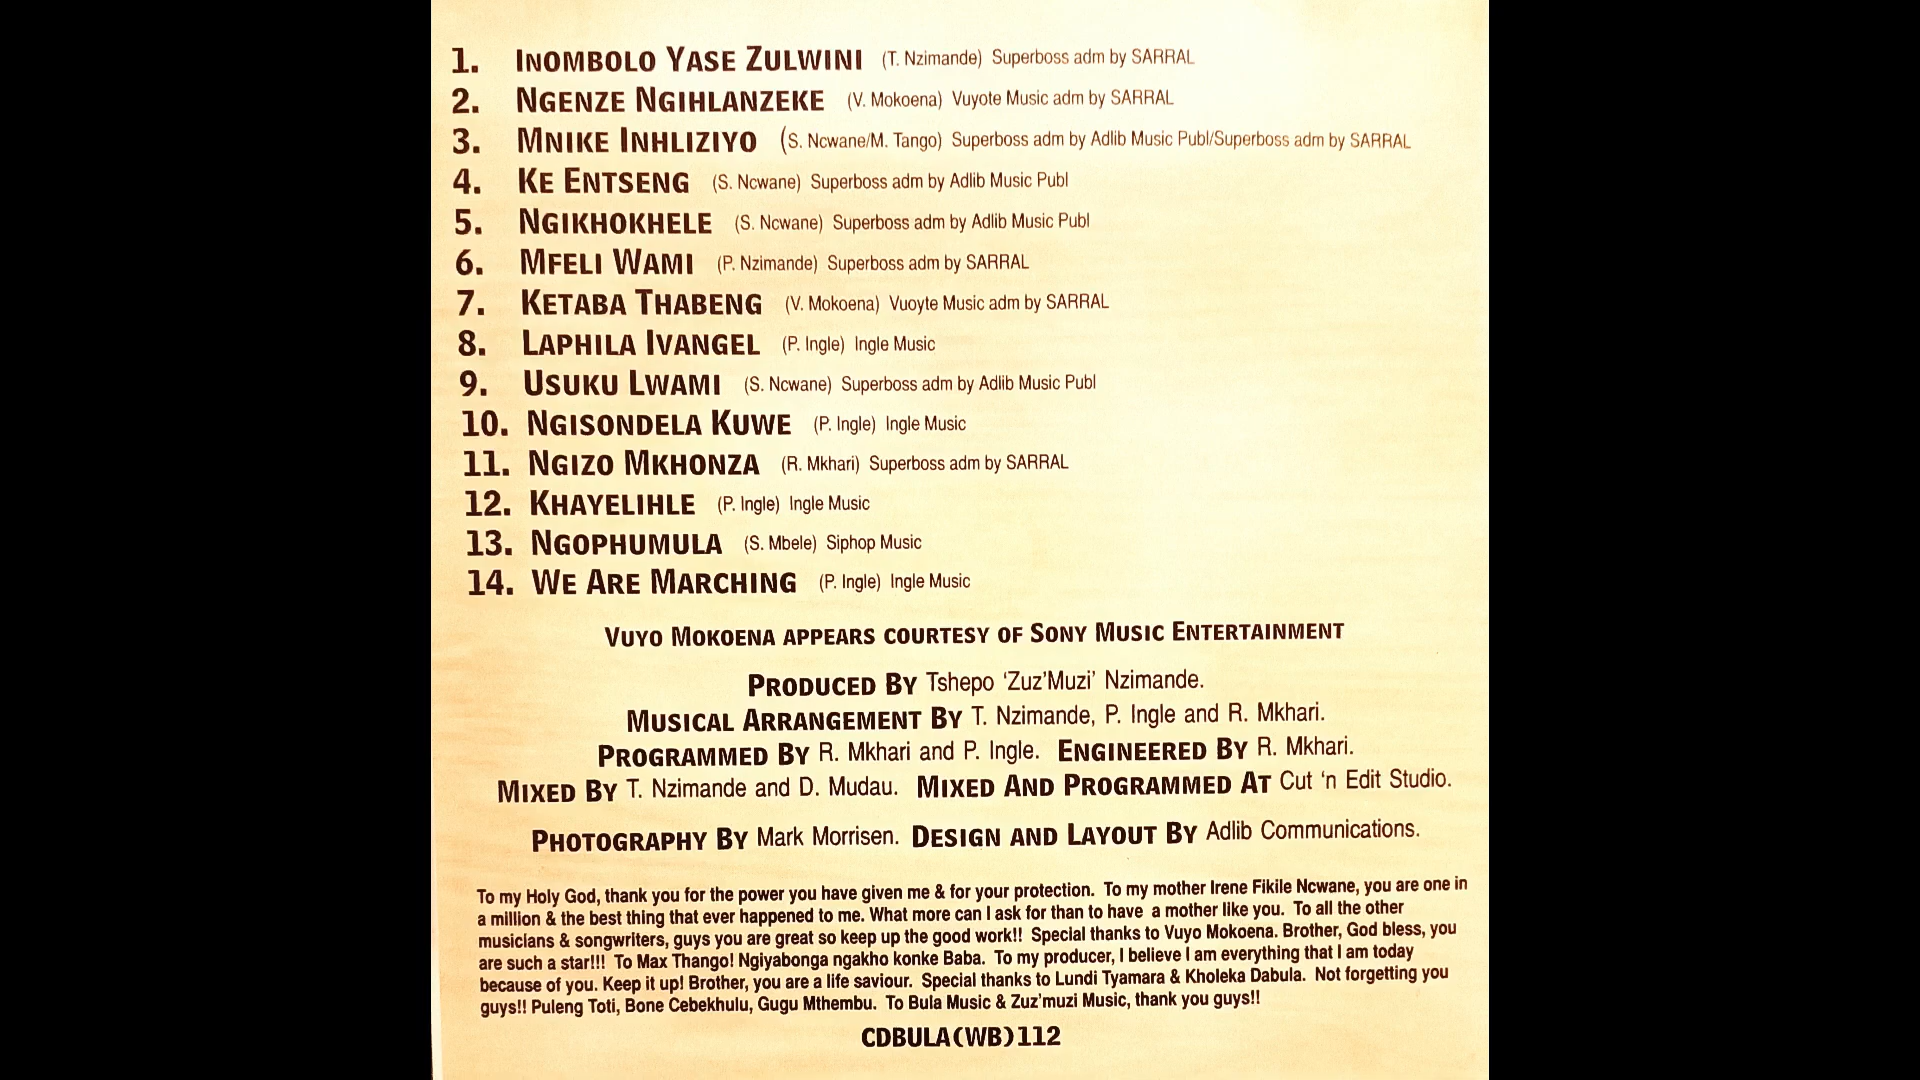 1. INOMBOLO YASE ZULWINI (T. Nzimande) Superboss adm by SARRAL
2. NGENZE NGIHLANZEKE (V. Mokoena) Vuyote Music adm by SARRAL
3. MNIKE INHLIZIYO (S. Ncwane/M. Tango) Superboss adm by Adlib Music Publ/Superboss adm by SARRAL
4. KE ENTSENG (S. Ncwane) Superboss adm by Adlib Music Publ
5. NGIKHOKHELE (S. Ncwane) Superboss adm by Adlib Music Publ
6. MFELI WAMI (P. Nzimande) Superboss adm by SARRAL
7. KETABA THABENG (V. Mokoena) Vuoyte Music adm by SARRAL
8. LAPHILA IVANGEL (P. Ingle) Ingle Music
9. USUKU LWAMI (S. Ncwane) Superboss adm by Adlib Music Publ
10. NGISONDELA KUWE (P. Ingle) Ingle Music
11. NGIZO MKHONZA (R. Mkhari) Superboss adm by SARRAL
12. KHAYELIHLE (P. Ingle) Ingle Music
13. NGOPHUMULA (S. Mbele) Siphop Music
14. WE ARE MARCHING (P. Ingle) Ingle Music
VUYO MOKOENA APPEARS COURTESY OF SONY MUSIC ENTERTAINMENT
PRODUCED BY Tshepo 'Zuz'Muzi' Nzimande.
MUSICAL ARRANGEMENT BY T. Nzimande, P. Ingle and R. Mkhari.
PROGRAMMED BY R. Mkhari and P. Ingle. ENGINEERED BY R. Mkhari.
MIXED BY T. Nzimande and D. Mudau. MIXED AND PROGRAMMED AT Cut 'n Edit Studio.
PHOTOGRAPHY BY Mark Morrisen. DESIGN AND LAYOUT BY Adlib Communications.
To my Holy God, thank you for the power you have given me & for your protection. To my mother Irene Fikile Ncwane, you are one in
a million & the best thing that ever happened to me. What more can I ask for than to have a mother like you. To all the other
musicians & songwriters, guys you are great so keep up the good work!! Special thanks to Vuyo Mokoena. Brother, God bless, you
are such a star!!! To Max Thango! Ngiyabonga ngakho konke Baba. To my producer, I believe I am everything that I am today
because of you. Keep it up! Brother, you are a life saviour. Special thanks to Lundi Tyamara & Kholeka Dabula. Not forgetting you
guys!! Puleng Toti, Bone Cebekhulu, Gugu Mthembu. To Bula Music & Zuz'muzi Music, thank you guys!!
CDBULA(WB)112